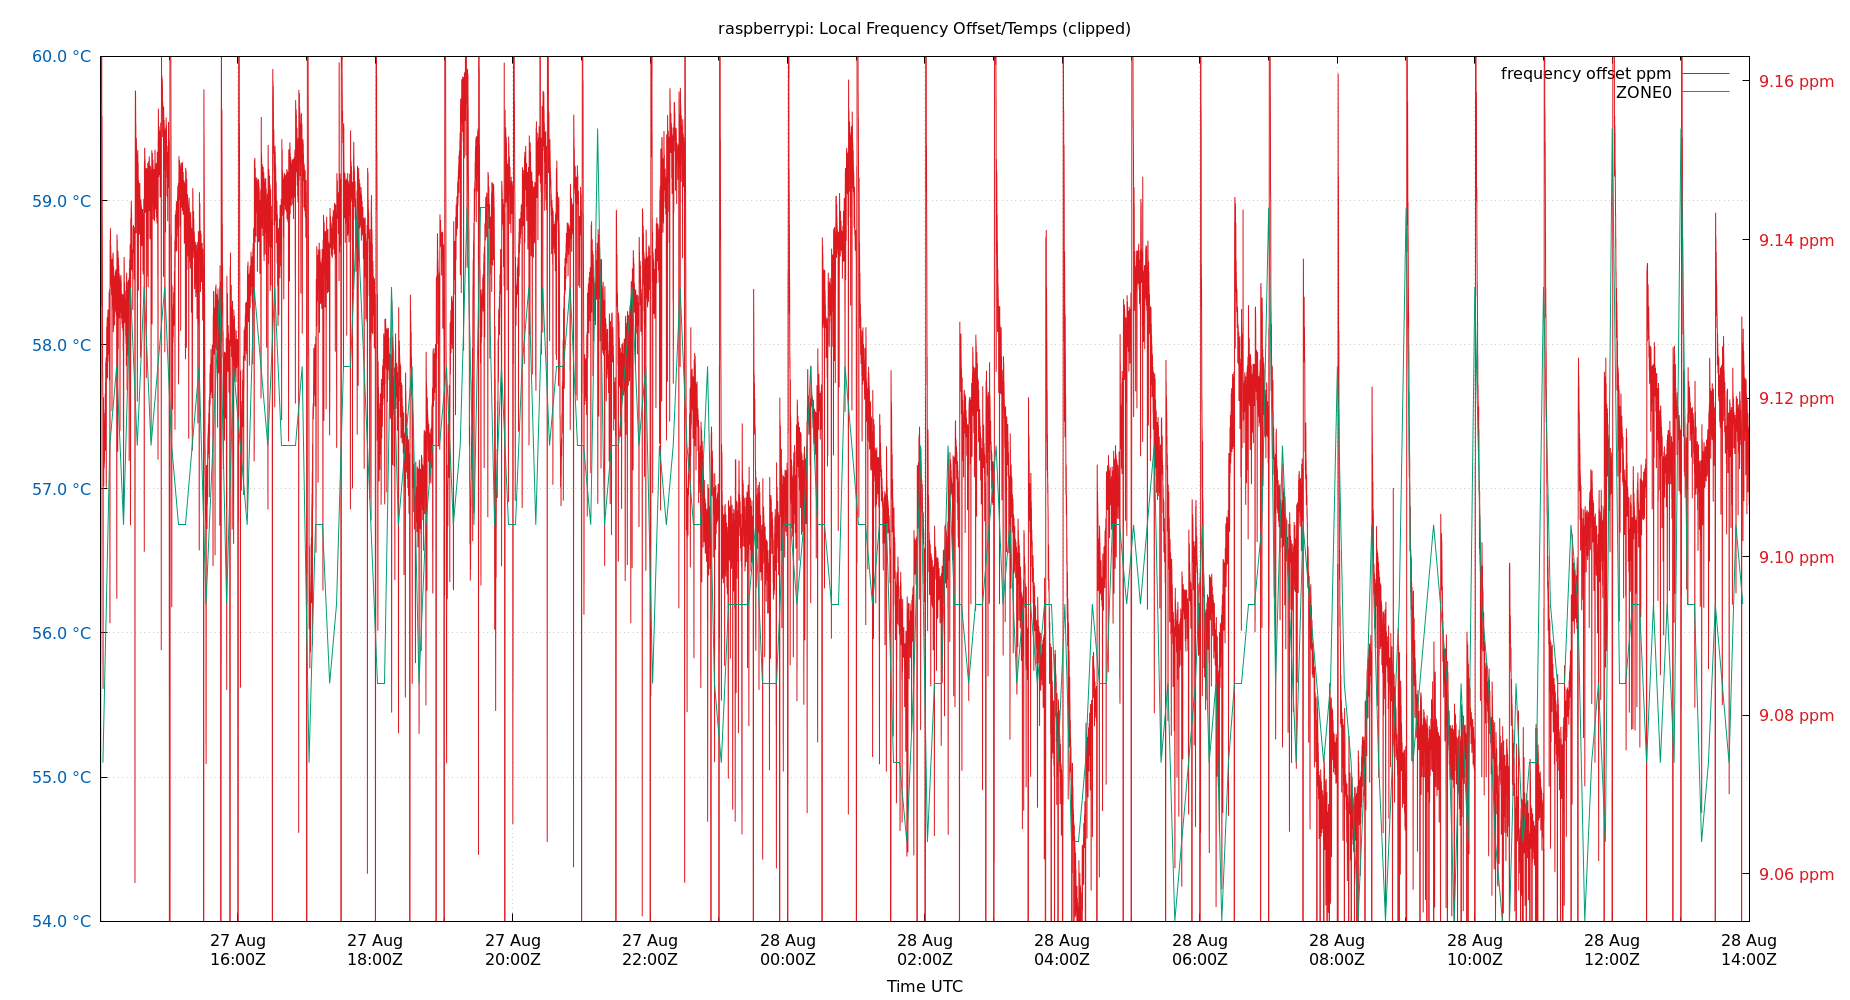 raspberrypi: Local Frequency Offset/Temps (clipped)
60.0 °C
59.0 °C
58.0 °C
57.0 °C
56.0 °C
55.0 °C
54.0 °C
frequency offset ppm
ZONE0
9.16 ppm
9.14 ppm
9.12 ppm
9.10 ppm
9.08 ppm
9.06 ppm
27 Aug
16:00Z
27 Aug
18:00Z
27 Aug
20:00Z
27 Aug
22:00Z
28 Aug
00:00Z
28 Aug
02:00Z
28 Aug
04:00Z
28 Aug
06:00Z
28 Aug
08:00Z
28 Aug
10:00Z
28 Aug
12:00Z
28 Aug
14:00Z
Time UTC